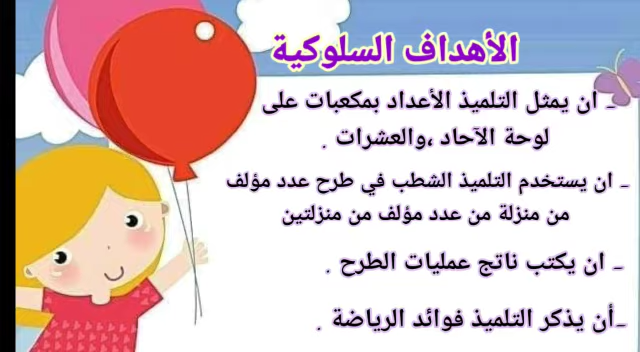 الأهداف السلوكية
ـ ان يمثل التلميذ الأعداد بمكعبات على
لوحة الآحاد ،والعشرات .
ـ ان يستخدم التلميذ الشطب في طرح عدد مؤلف
من منزلة من عدد مؤلف من منزلتين
ـ ان يكتب ناتج عمليات الطرح .
ـأن يذكر التلميذ فوائد الرياضة .